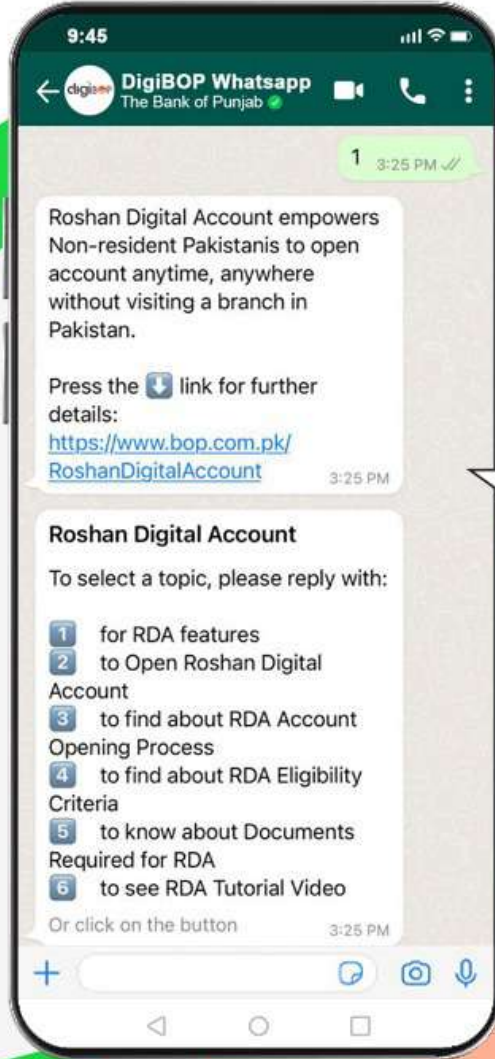 9:45
digiBOP
DigiBOP Whatsapp
The Bank of Punjab
1 3:25 PM
Roshan Digital Account empowers
Non-resident Pakistanis to open
account anytime, anywhere
without visiting a branch in
Pakistan.
Press the ⬇️ link for further
details:
https://www.bop.com.pk/
RoshanDigitalAccount
3:25 PM
Roshan Digital Account
To select a topic, please reply with:
1 for RDA features
2 to Open Roshan Digital
Account
3 to find about RDA Account
Opening Process
4 to find about RDA Eligibility
Criteria
5 to know about Documents
Required for RDA
6 to see RDA Tutorial Video
Or click on the button 3:25 PM